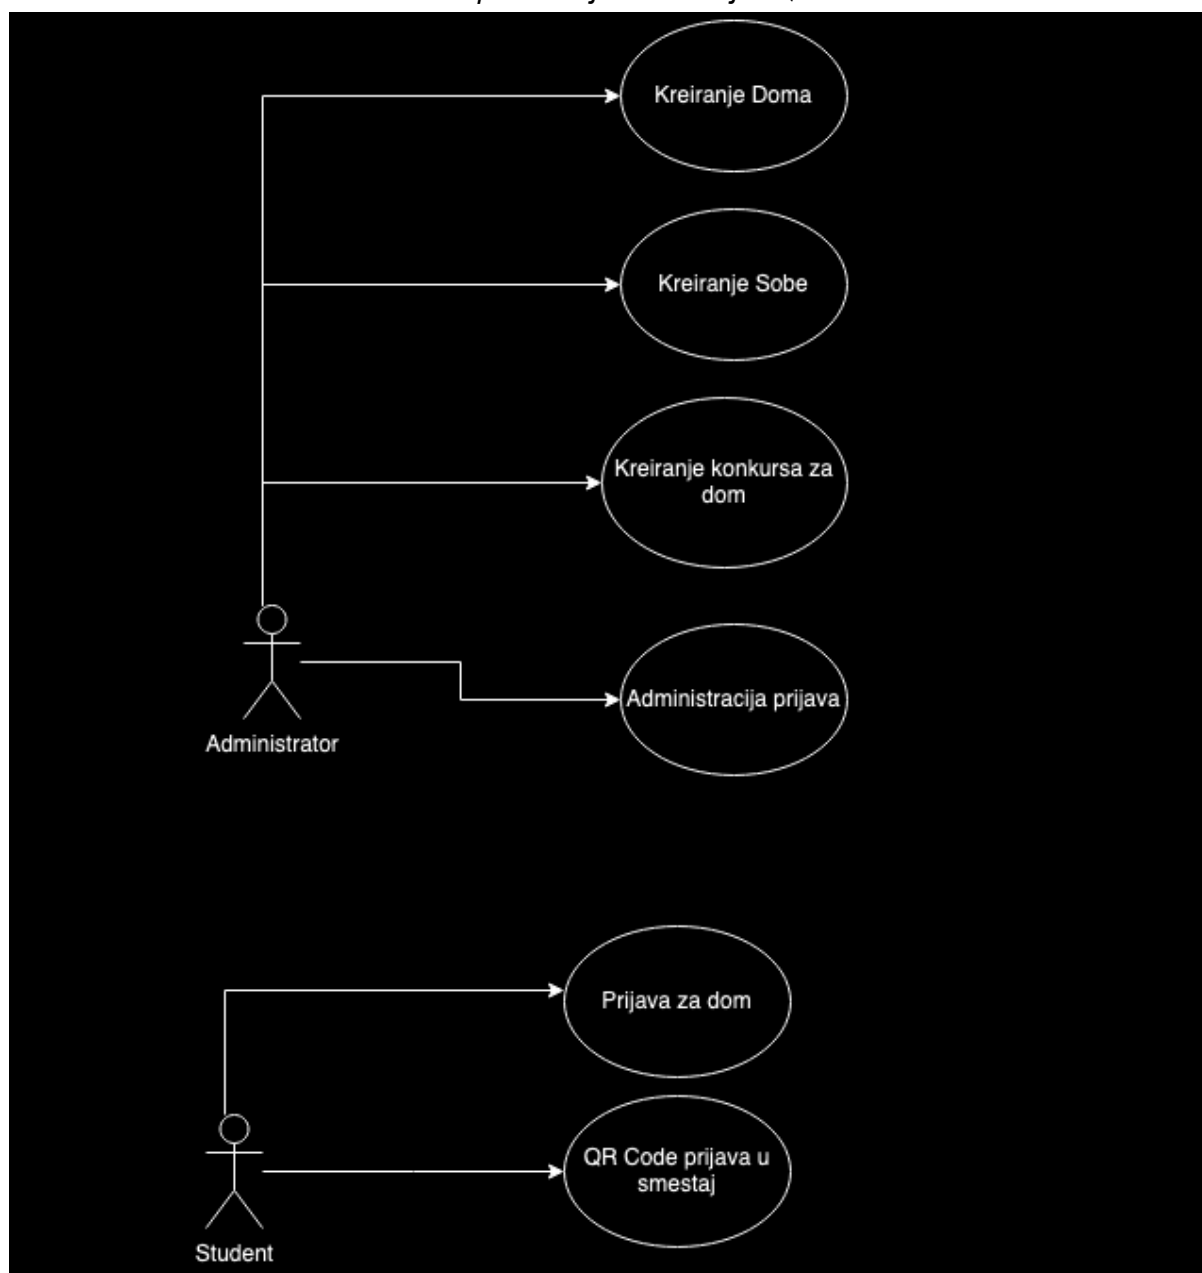 Kreiranje Doma
Kreiranje Sobe
Kreiranje konkursa za
dom
Administracija prijava
Administrator
Prijava za dom
QR Code prijava u
smestaj
Student